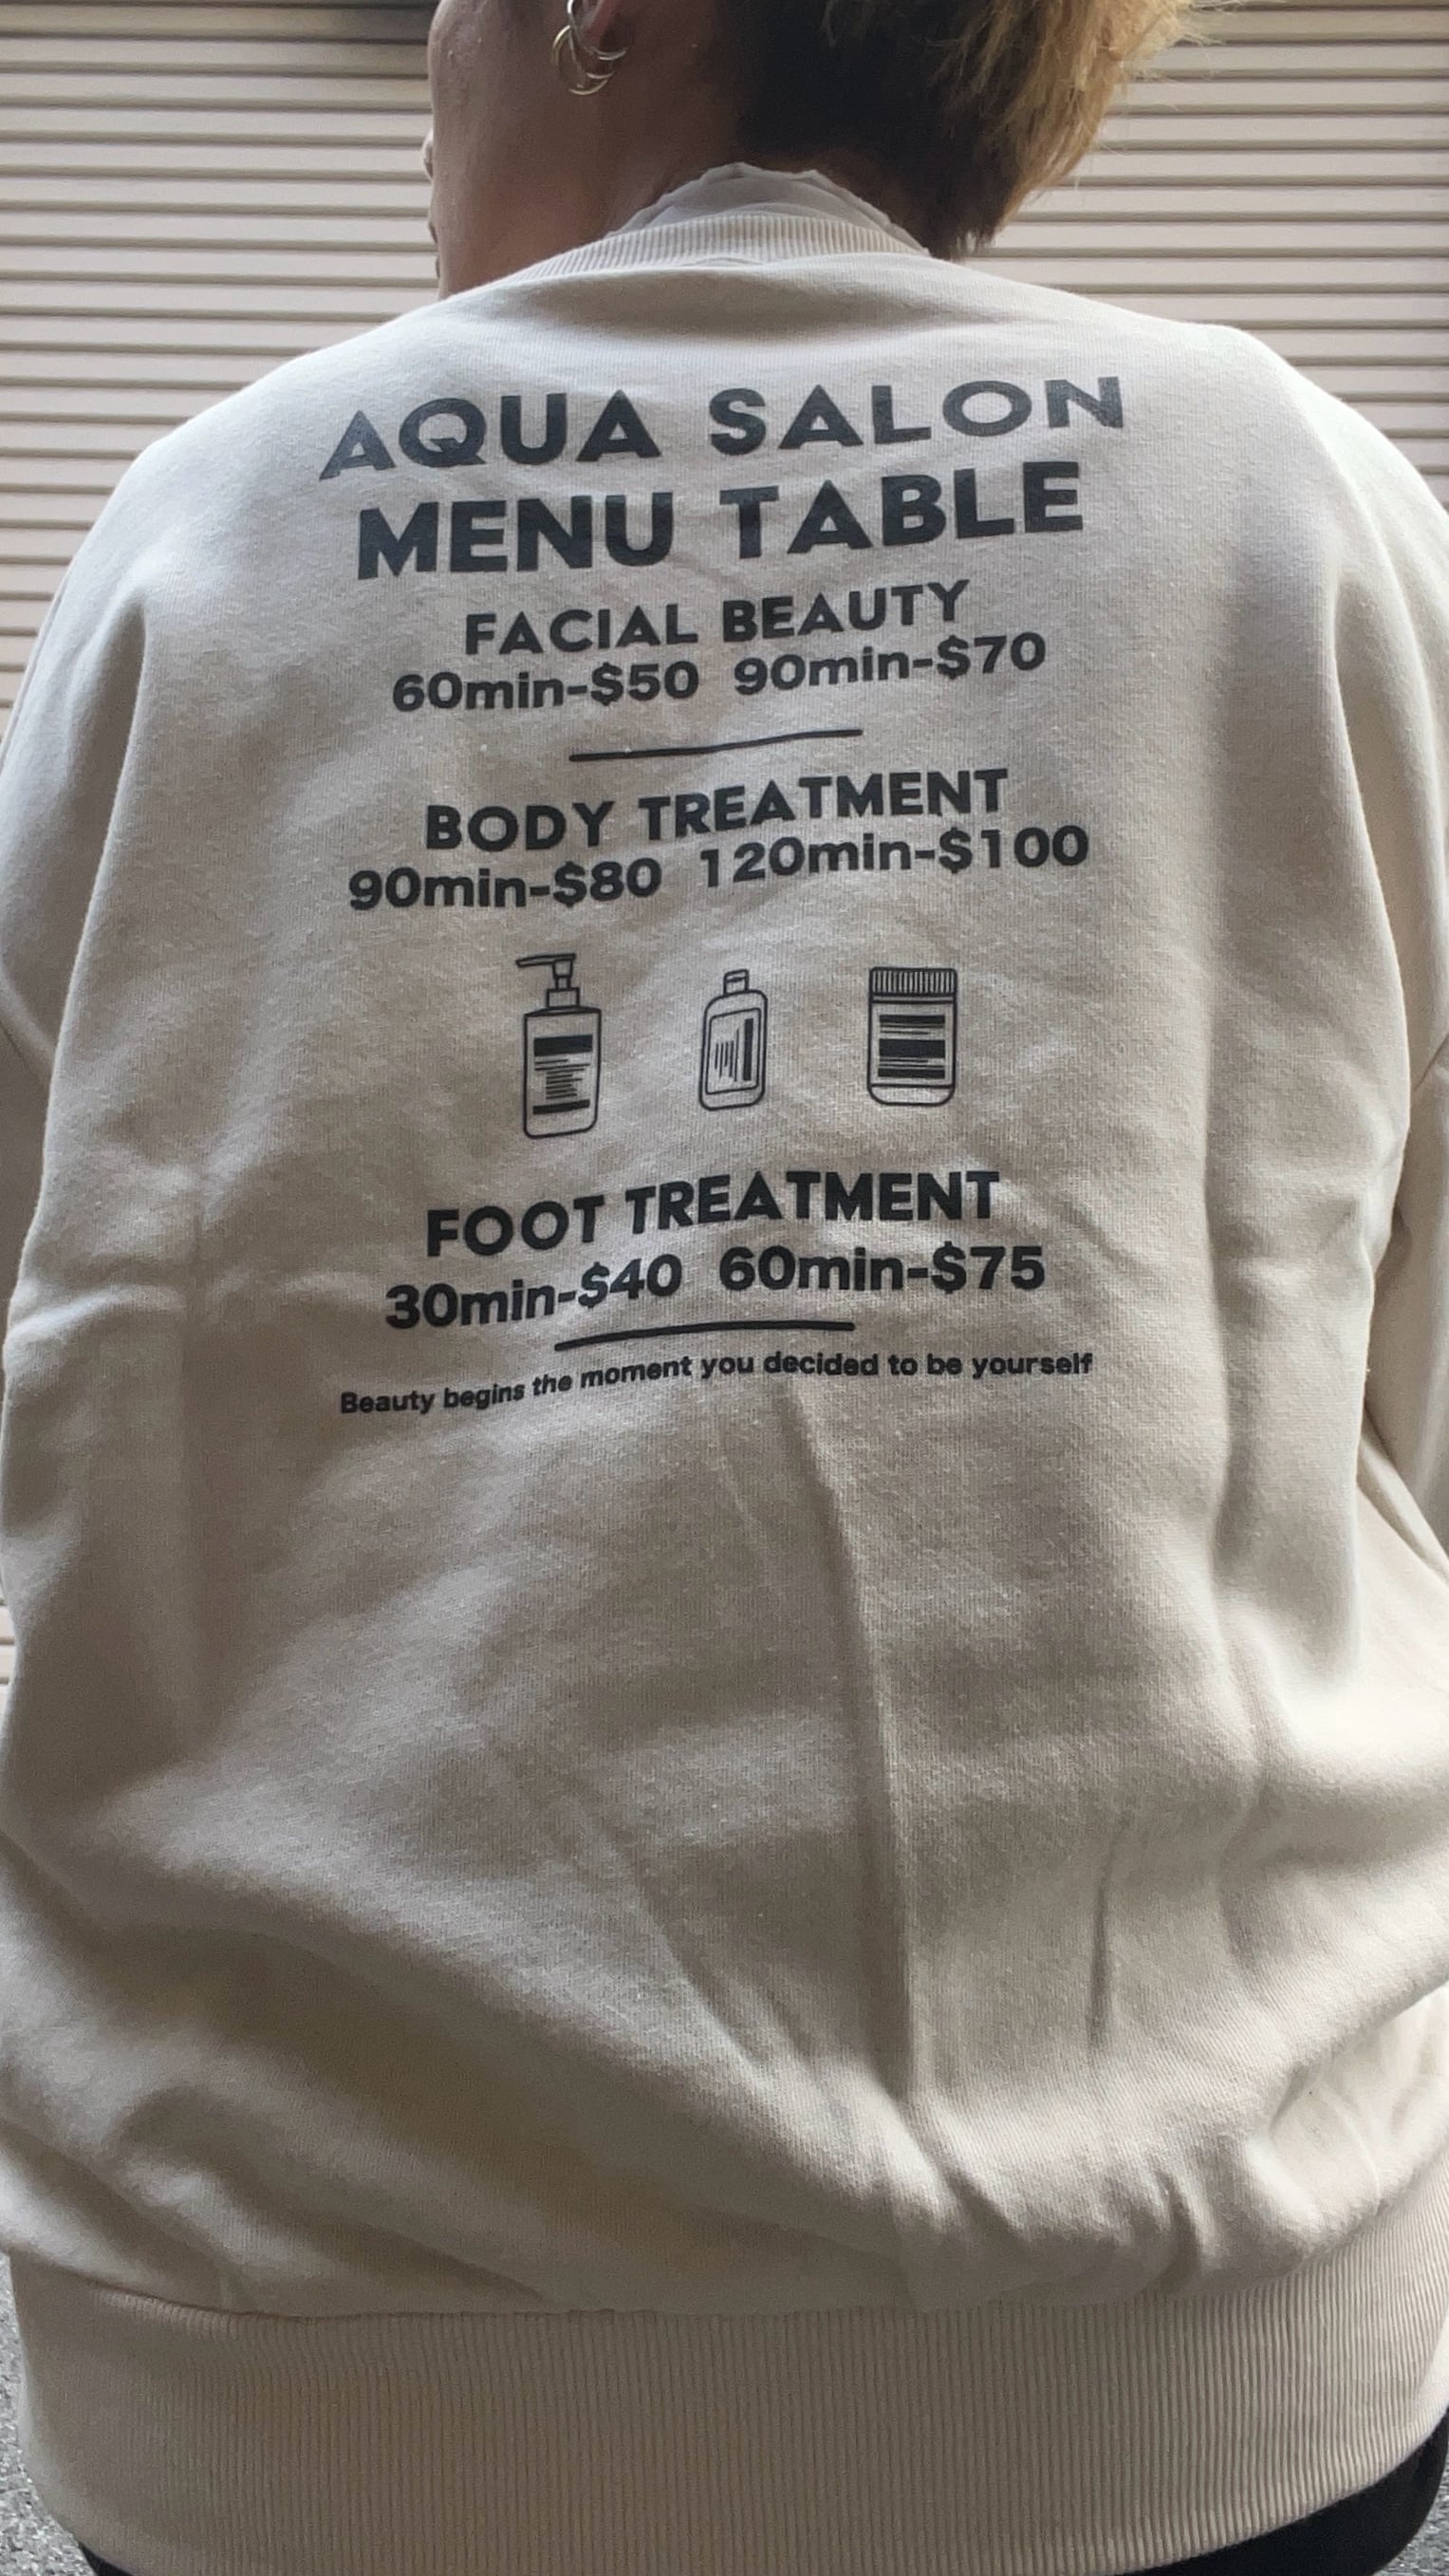 AQUA SALON
MENU TABLE
FACIAL BEAUTY
60min-$50 90min-$70
BODY TREATMENT
90min-$80 120min-$100
FOOT TREATMENT
30min-$40 60min-$75
Beauty begins the moment you decided to be yourself